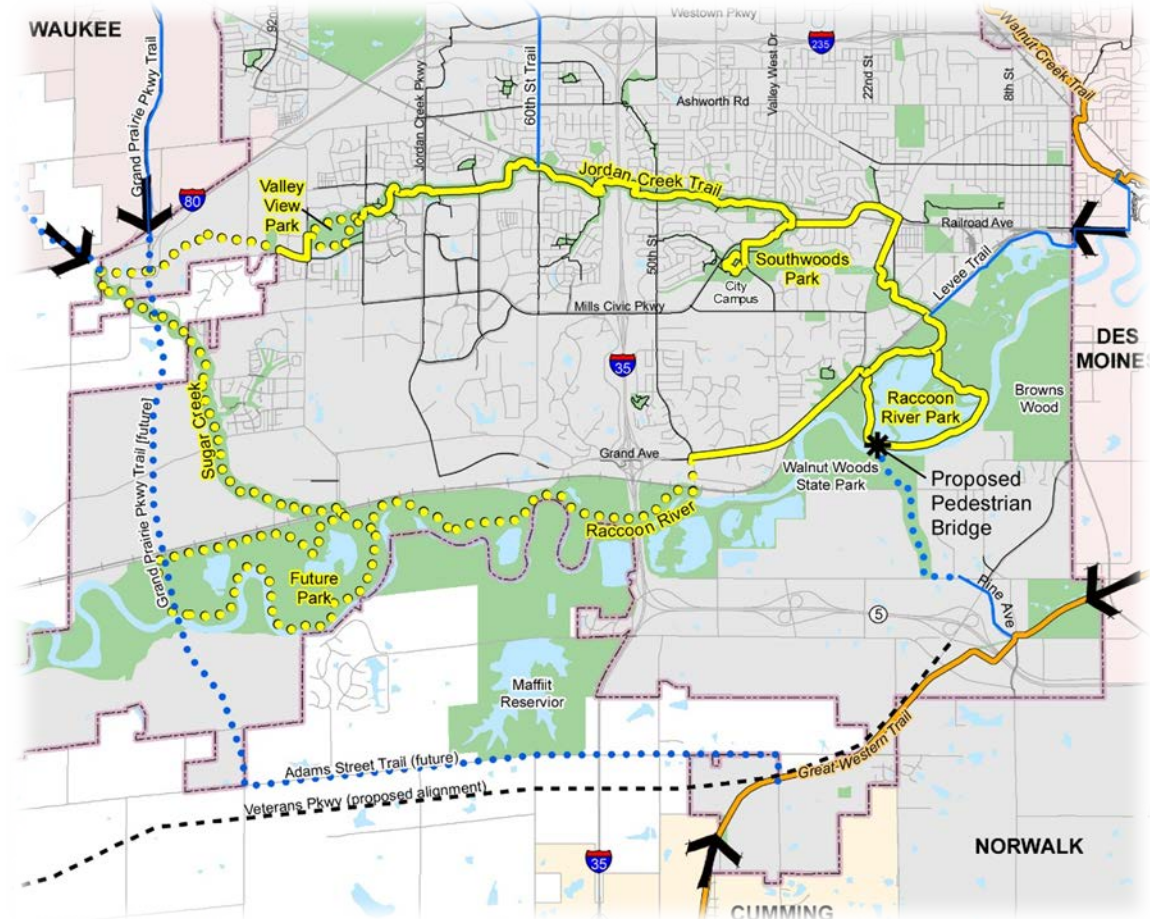 Westown Pkwy
WAUKEE
92nd St
35
235
Walnut Creek Trail
Grand Prairie Pkwy Trail
Jordan Creek Pkwy
60th St Trail
Valley West Dr
22nd St
8th St
Ashworth Rd
80
Valley
View
Park
Jordan Creek Trail
Railroad Ave
50th St
Southwoods
Park
City
Campus
Levee Trail
Mills Civic Pkwy
DES
MOINES
35
Sugar Creek
Raccoon
River Park
Browns
Wood
Grand Prairie Pkwy Trail (future)
Grand Ave
Walnut Woods
State Park
Proposed
Pedestrian
Bridge
Raccoon River
Future
Park
Pine Ave
5
Maffiit
Reservior
Adams Street Trail (future)
Great Western Trail
Veterans Pkwy (proposed alignment)
35
NORWALK
CUMMING